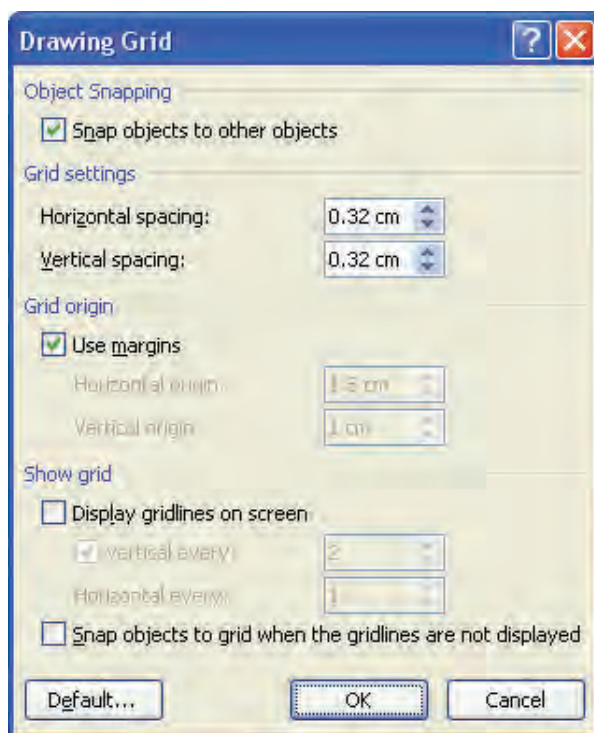 Drawing Grid
Object Snapping
Snap objects to other objects
Grid settings
Horizontal spacing: 0.32 cm
Vertical spacing: 0.32 cm
Grid origin
Use margins
Horizontal origin
Vertical origin 1 cm
Show grid
Display gridlines on screen
Vertical every: 2
Horizontal every: 1
Snap objects to grid when the gridlines are not displayed
Default... OK Cancel